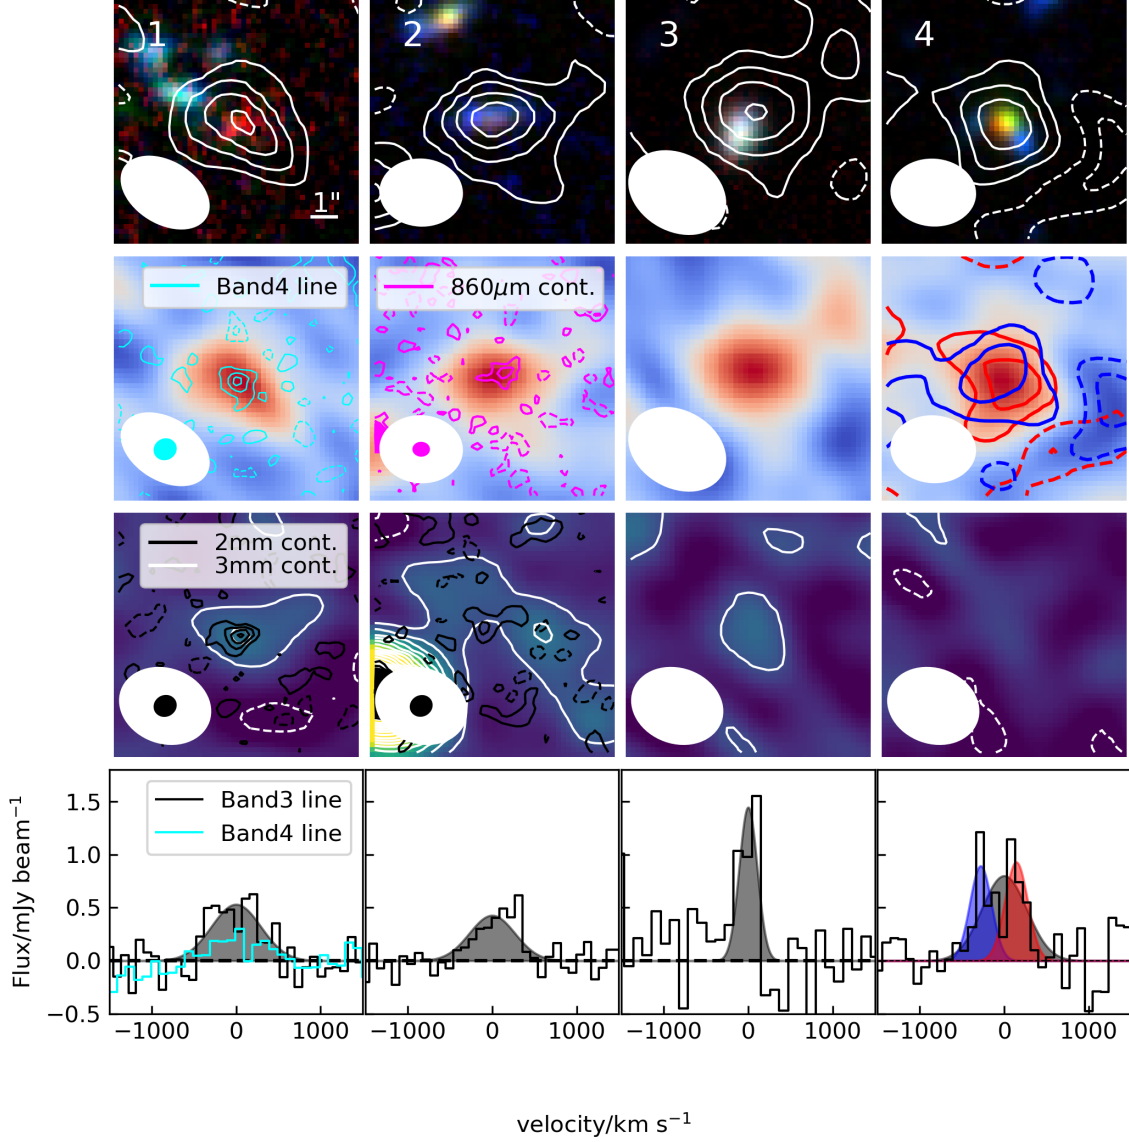 1
2
3
4
1"
Band4 line
860μm cont.
2mm cont.
3mm cont.
Flux/mJy beam⁻¹
1.5
1.0
0.5
0.0
−0.5
Band3 line
Band4 line
−1000 0 1000
−1000 0 1000
−1000 0 1000
−1000 0 1000
velocity/km s⁻¹